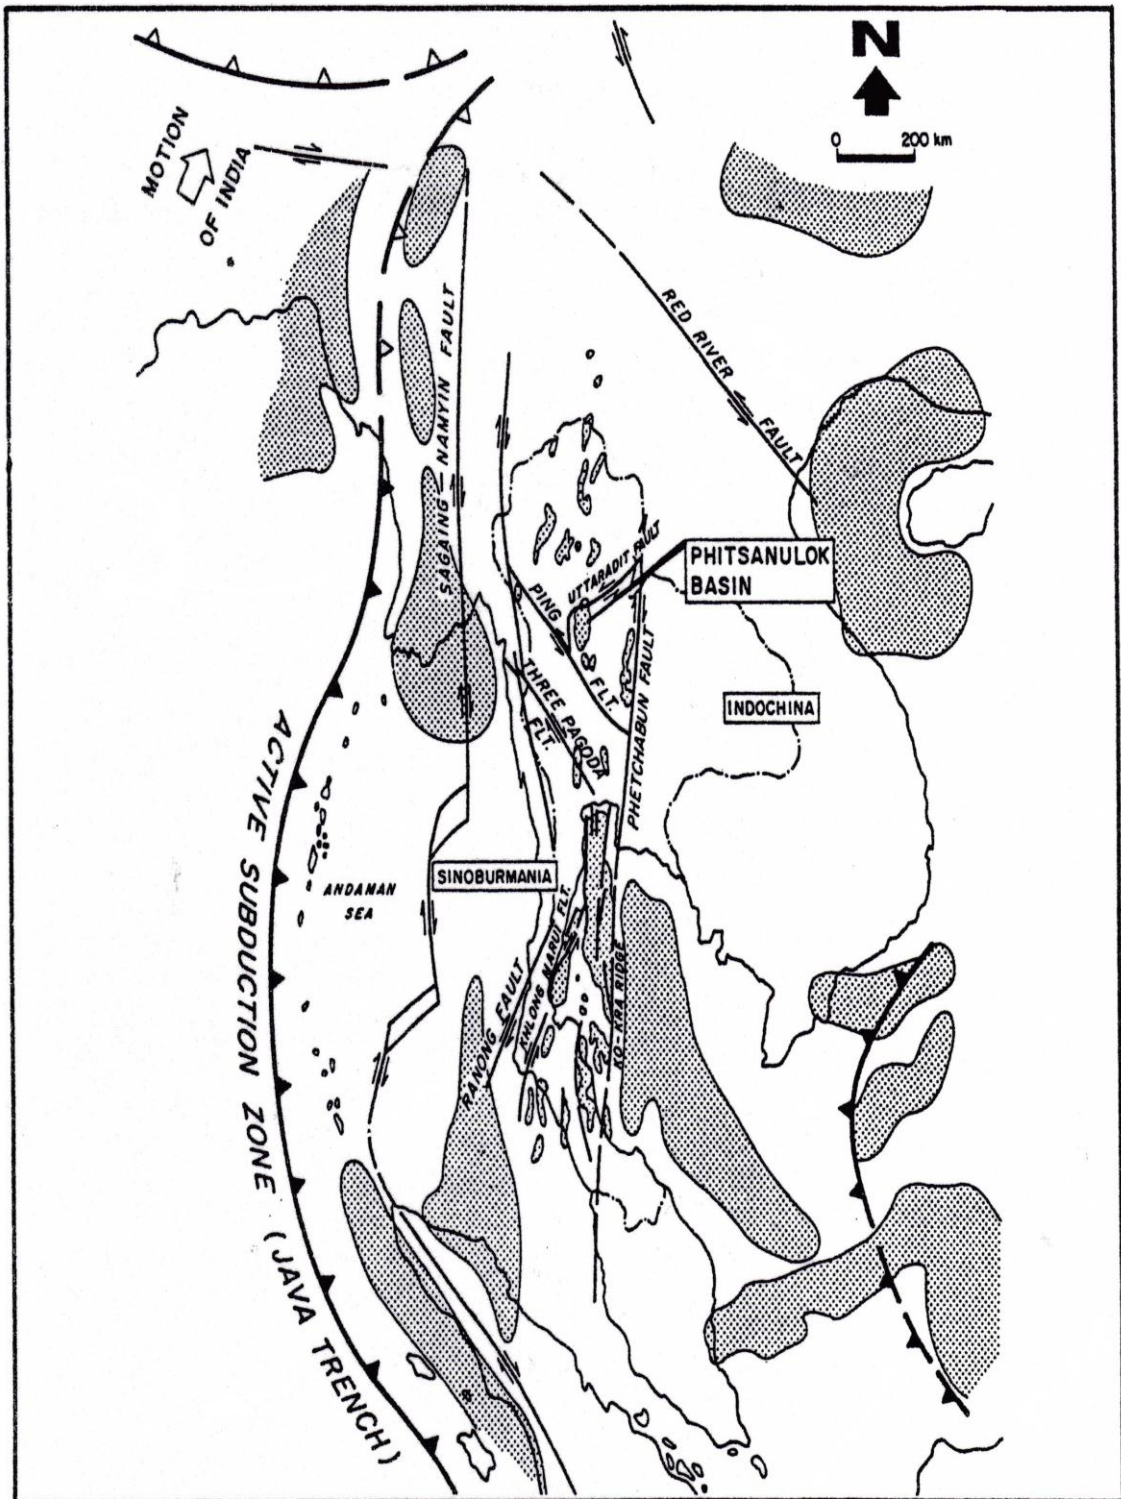 N
0 200 km
MOTION
OF INDIA
SAGAING - NAMYIN FAULT
RED RIVER FAULT
UTTARADIT FAULT
PHITSANULOK
BASIN
PING FLT.
THREE PAGODA
FLT.
PHETCHABUN FAULT
INDOCHINA
SINOBURMANIA
ANDAMAN
SEA
RANONG FAULT
KHLONG MARUI FLT.
KO-KRA RIDGE
ACTIVE SUBDUCTION ZONE (JAVA TRENCH)